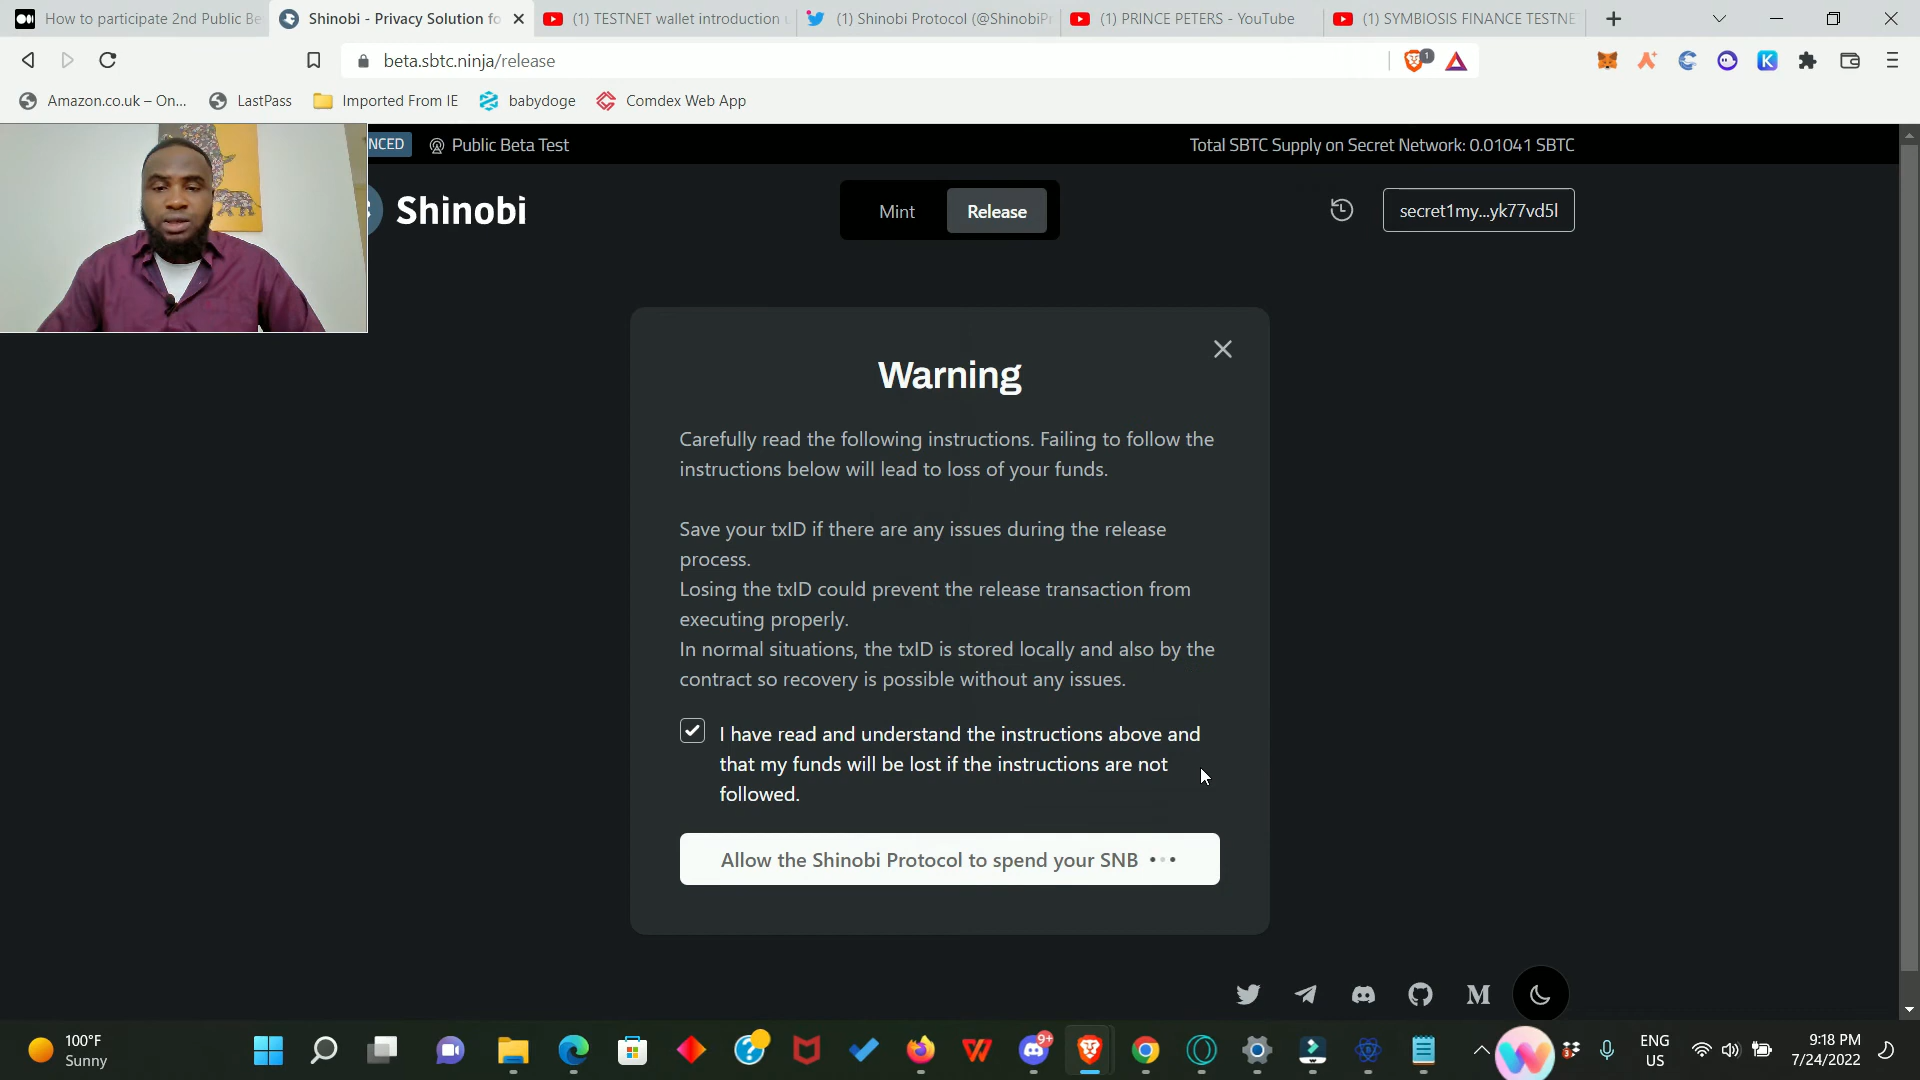 How to participate 2nd Public Be
Shinobi - Privacy Solution fo
(1) TESTNET wallet introduction
(1) Shinobi Protocol (@ShinobiPr
(1) PRINCE PETERS - YouTube
(1) SYMBIOSIS FINANCE TESTNE
beta.sbtc.ninja/release
1
Amazon.co.uk – On...
LastPass
Imported From IE
babydoge
Comdex Web App
NCED
Public Beta Test
Total SBTC Supply on Secret Network: 0.01041 SBTC
Shinobi
Mint
Release
secret1my...yk77vd5l
Warning
Carefully read the following instructions. Failing to follow the
instructions below will lead to loss of your funds.
Save your txID if there are any issues during the release
process.
Losing the txID could prevent the release transaction from
executing properly.
In normal situations, the txID is stored locally and also by the
contract so recovery is possible without any issues.
I have read and understand the instructions above and
that my funds will be lost if the instructions are not
followed.
Allow the Shinobi Protocol to spend your SNB
100°F
Sunny
9+
ENG
US
9:18 PM
7/24/2022